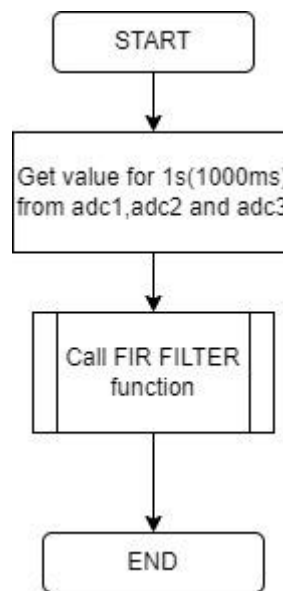 START
Get value for 1s(1000ms)
from adc1,adc2 and adc3
Call FIR FILTER
function
END